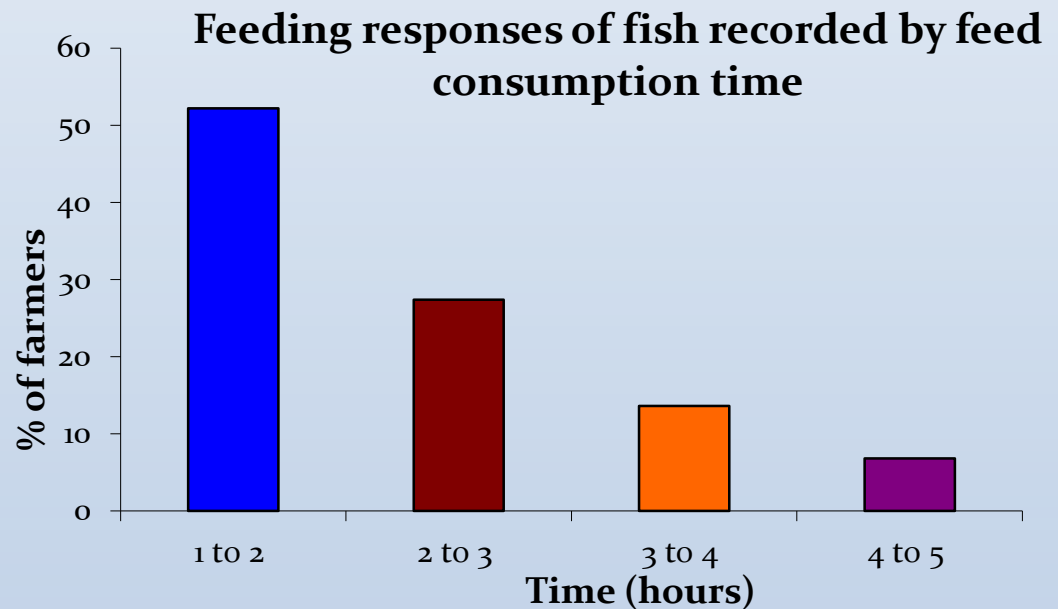 Feeding responses of fish recorded by feed
consumption time
60
50
40
30
20
10
0
% of farmers
1 to 2
2 to 3
3 to 4
4 to 5
Time (hours)